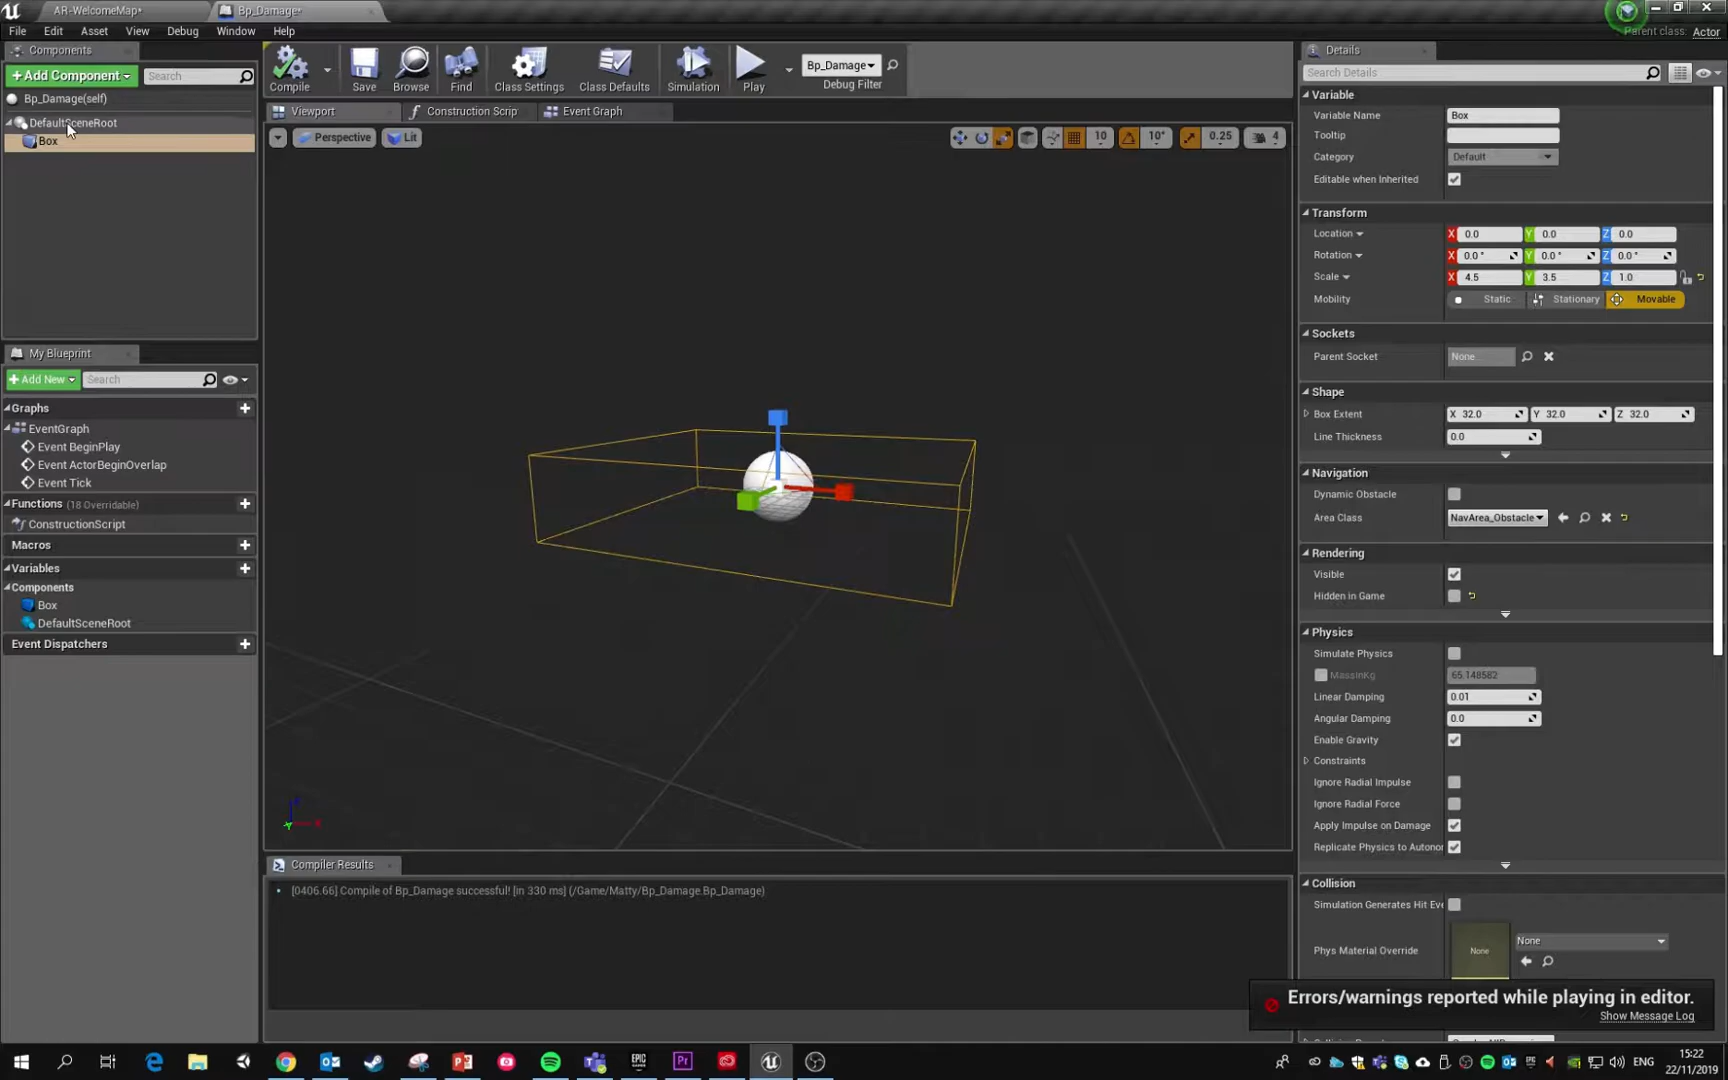 AR-WelcomeMap*
Bp_Damage*
File Edit Asset View Debug Window Help
Parent class: Actor
Components
+Add Component
Search
Bp_Damage(self)
DefaultSceneRoot
Box
Compile
Save
Browse
Find
Class Settings
Class Defaults
Simulation
Play
Bp_Damage
Debug Filter
Viewport
Construction Scrip
Event Graph
Perspective
Lit
10
10°
0.25
4
My Blueprint
+Add New
Search
Graphs
EventGraph
Event BeginPlay
Event ActorBeginOverlap
Event Tick
Functions (18 Overridable)
ConstructionScript
Macros
Variables
Components
Box
DefaultSceneRoot
Event Dispatchers
Compiler Results
[0406.66] Compile of Bp_Damage successful! [in 330 ms] (/Game/Matty/Bp_Damage.Bp_Damage)
Details
Search Details
Variable
Variable Name Box
Tooltip
Category Default
Editable when Inherited
Transform
Location X 0.0 Y 0.0 Z 0.0
Rotation X 0.0 ° Y 0.0 ° Z 0.0 °
Scale X 4.5 Y 3.5 Z 1.0
Mobility Static Stationary Movable
Sockets
Parent Socket None
Shape
Box Extent X 32.0 Y 32.0 Z 32.0
Line Thickness 0.0
Navigation
Dynamic Obstacle
Area Class NavArea_Obstacle
Rendering
Visible
Hidden in Game
Physics
Simulate Physics
MassInKg 65.148582
Linear Damping 0.01
Angular Damping 0.0
Enable Gravity
Constraints
Ignore Radial Impulse
Ignore Radial Force
Apply Impulse on Damage
Replicate Physics to Autonor
Collision
Simulation Generates Hit Eve
Phys Material Override None None
Errors/warnings reported while playing in editor.
Show Message Log
ENG
15:22
22/11/2019